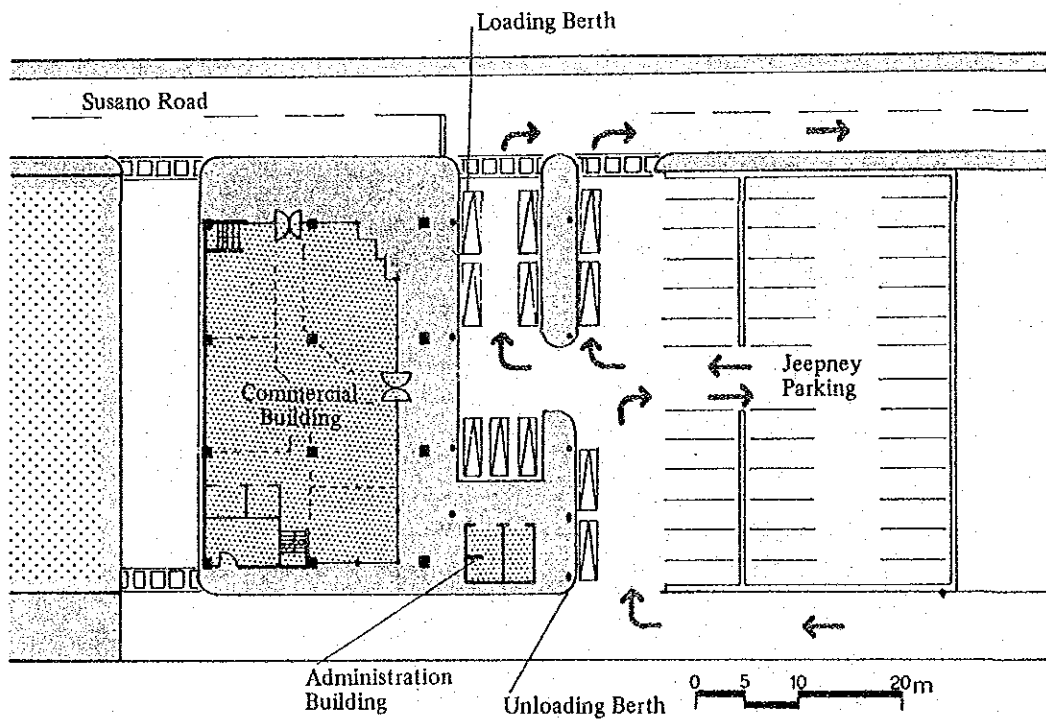 Loading Berth
Susano Road
Jeepney
Parking
Commercial
Building
Administration
Building
Unloading Berth
0 5 10 20m